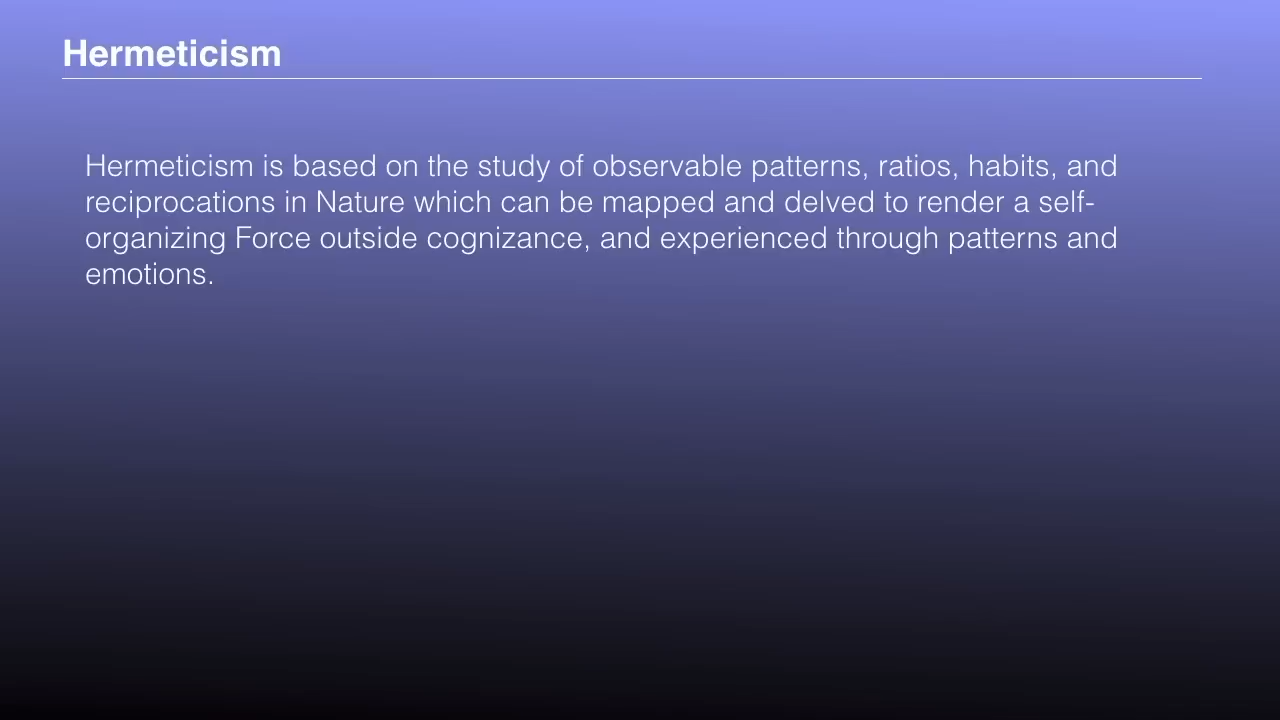 Hermeticism
Hermeticism is based on the study of observable patterns, ratios, habits, and
reciprocations in Nature which can be mapped and delved to render a self-
organizing Force outside cognizance, and experienced through patterns and
emotions.